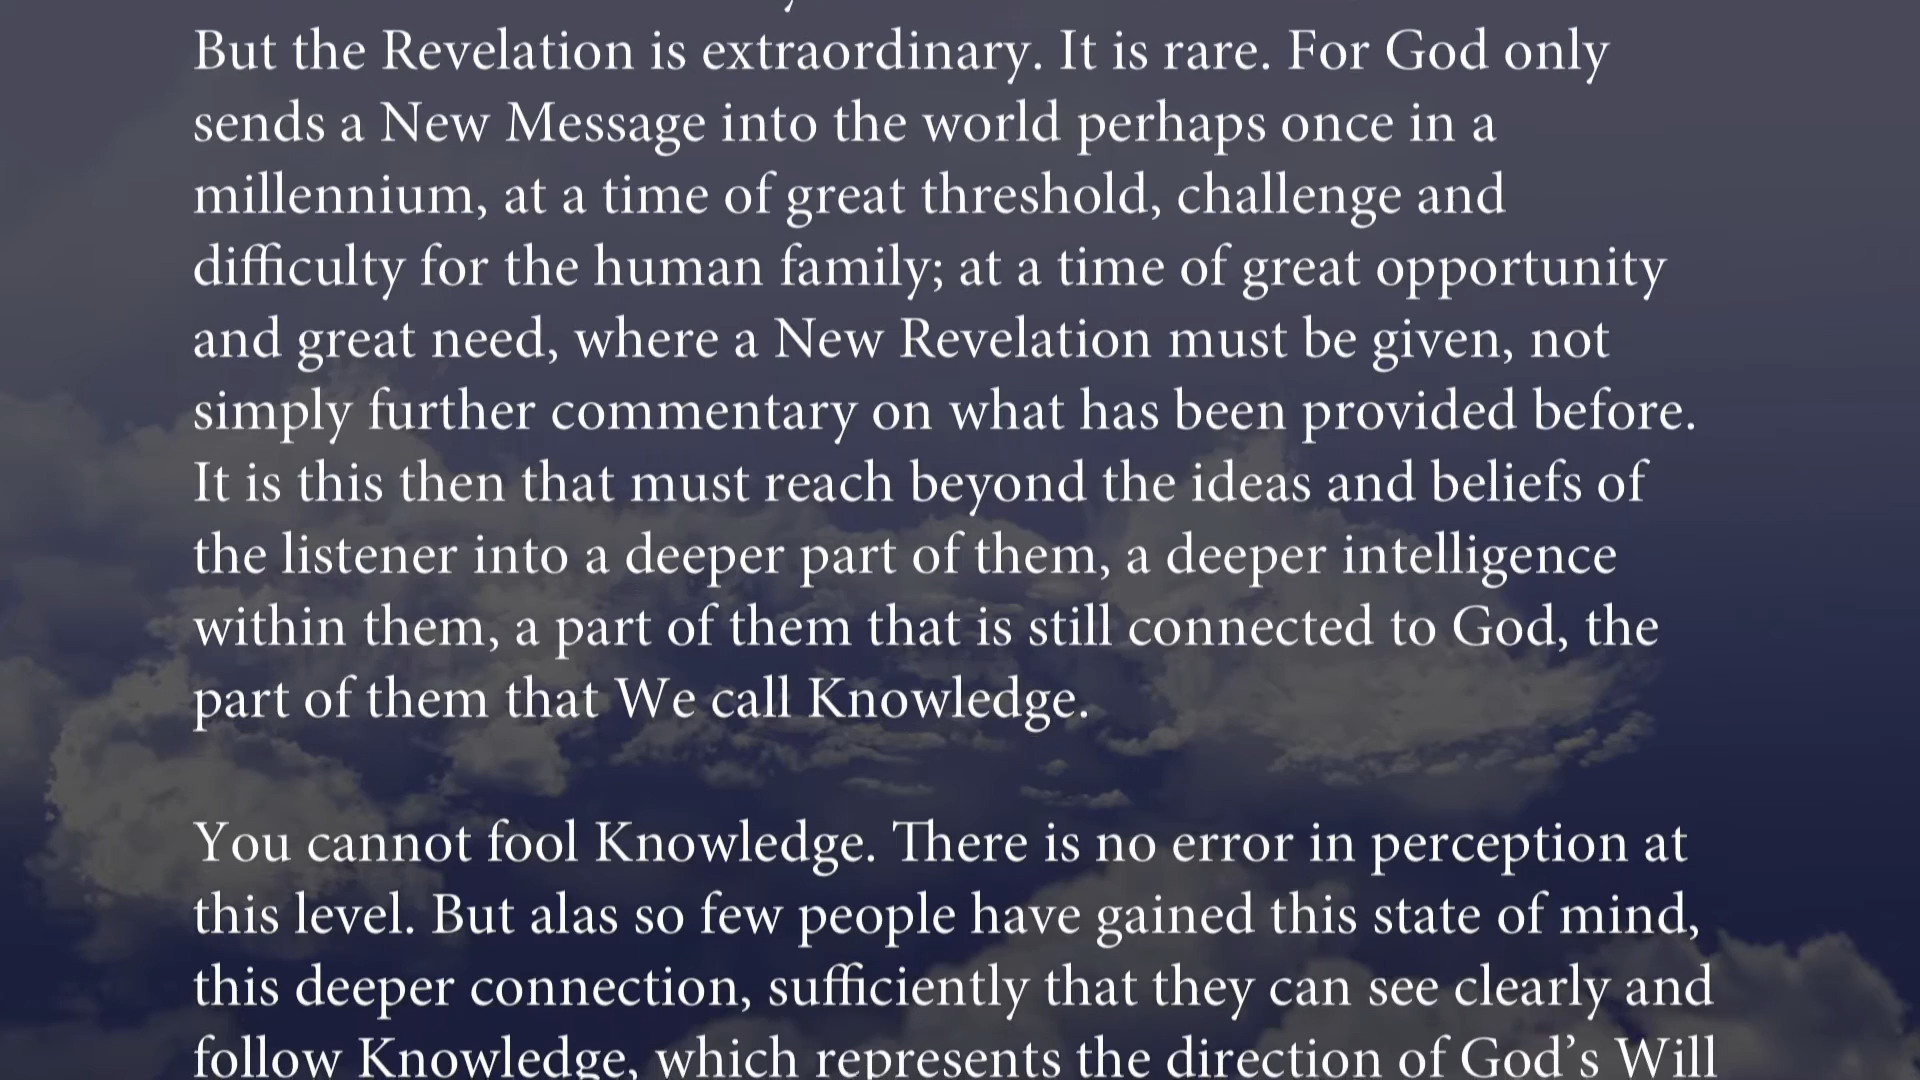 But the Revelation is extraordinary. It is rare. For God only
sends a New Message into the world perhaps once in a
millennium, at a time of great threshold, challenge and
difficulty for the human family; at a time of great opportunity
and great need, where a New Revelation must be given, not
simply further commentary on what has been provided before.
It is this then that must reach beyond the ideas and beliefs of
the listener into a deeper part of them, a deeper intelligence
within them, a part of them that is still connected to God, the
part of them that We call Knowledge.
You cannot fool Knowledge. There is no error in perception at
this level. But alas so few people have gained this state of mind,
this deeper connection, sufficiently that they can see clearly and
follow Knowledge, which represents the direction of God’s Will